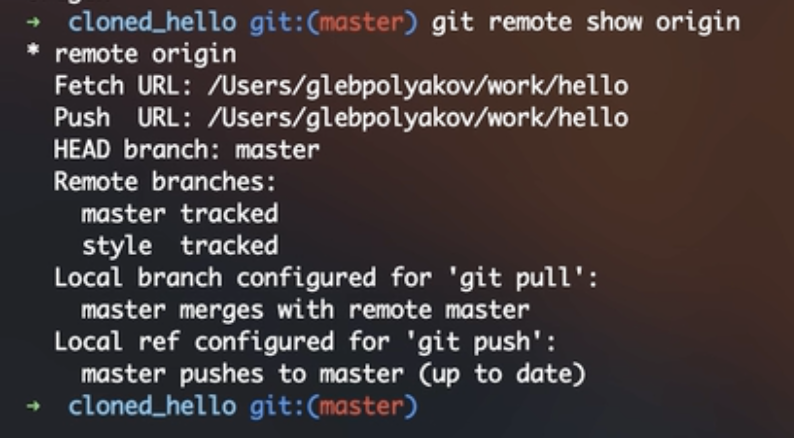 ➜ cloned_hello git:(master) git remote show origin
* remote origin
  Fetch URL: /Users/glebpolyakov/work/hello
  Push  URL: /Users/glebpolyakov/work/hello
  HEAD branch: master
  Remote branches:
    master tracked
    style  tracked
  Local branch configured for 'git pull':
    master merges with remote master
  Local ref configured for 'git push':
    master pushes to master (up to date)
➜ cloned_hello git:(master)